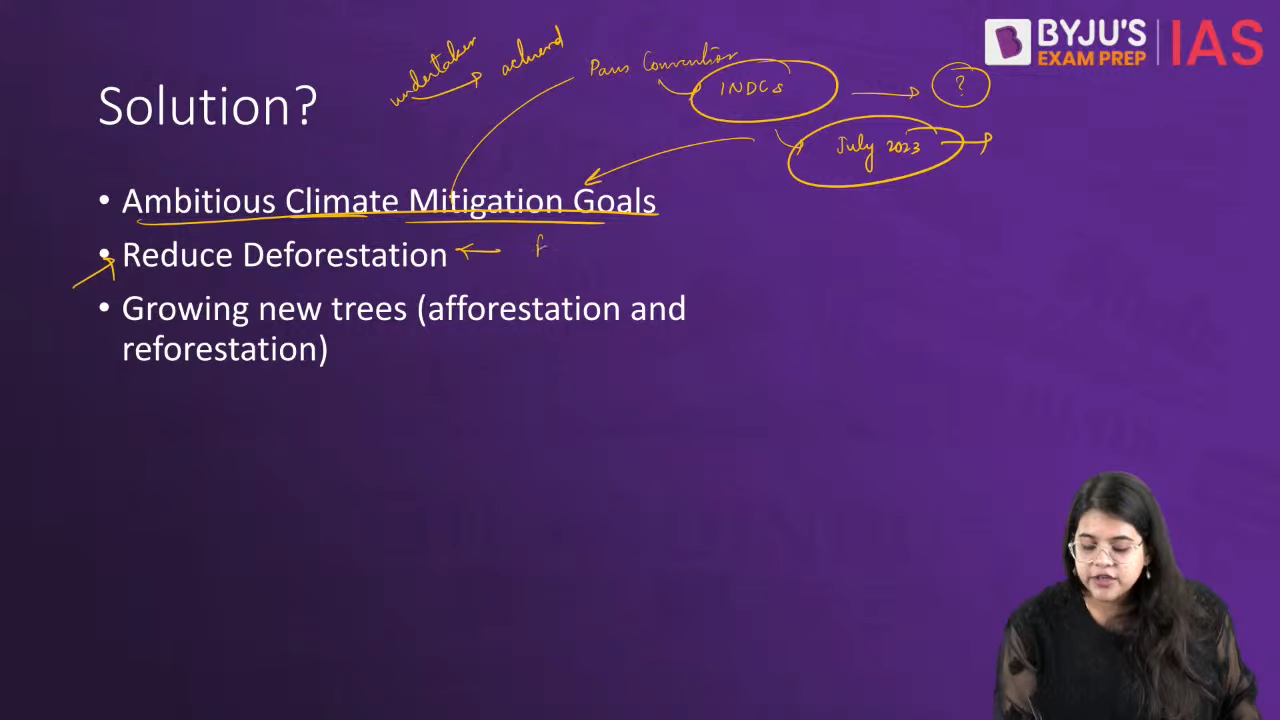 BYJU'S
EXAM PREP
IAS
undertaken achieved
Paris Convention
INDCs
?
July 2023
Solution?
• Ambitious Climate Mitigation Goals
• Reduce Deforestation
f
• Growing new trees (afforestation and
reforestation)